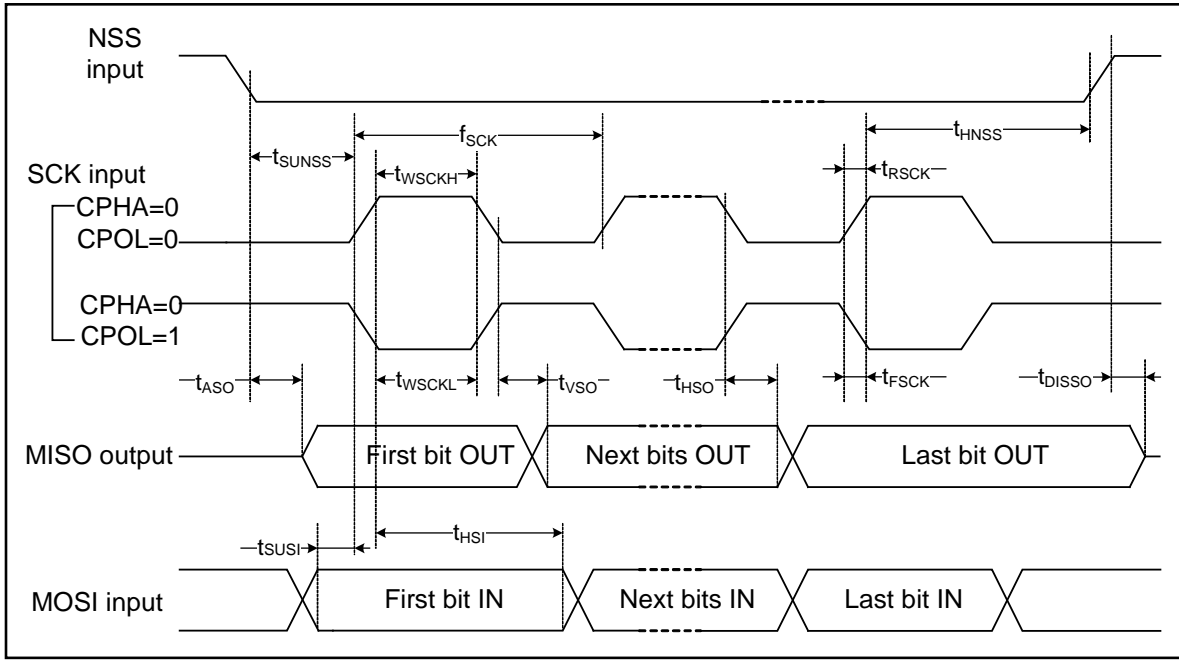 NSS
input
fSCK
tHNSS
tSUNSS
SCK input
tWSCKH
tRSCK
CPHA=0
CPOL=0
CPHA=0
CPOL=1
tASO
tWSCKL
tVSO
tHSO
tFSCK
tDISSO
MISO output
First bit OUT
Next bits OUT
Last bit OUT
tSUSI
tHSI
MOSI input
First bit IN
Next bits IN
Last bit IN